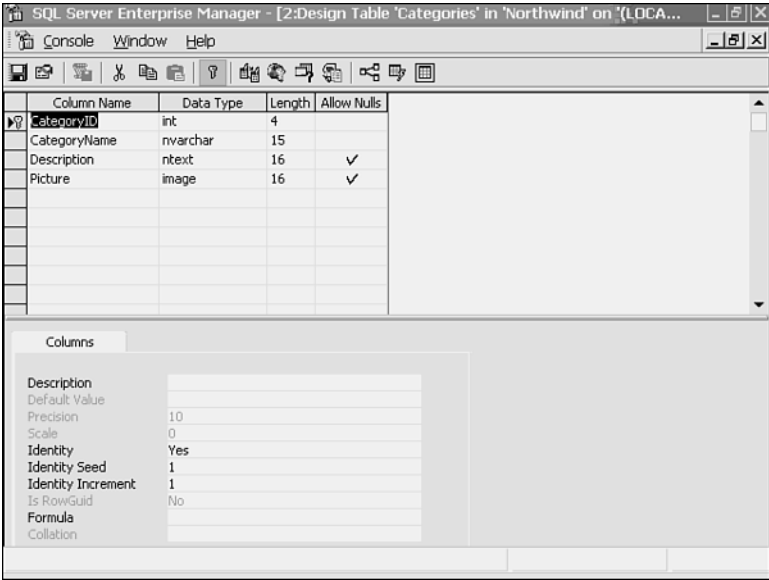 SQL Server Enterprise Manager - [2:Design Table 'Categories' in 'Northwind' on '(LOCA...
Console Window Help
Column Name Data Type Length Allow Nulls
CategoryID int 4
CategoryName nvarchar 15
Description ntext 16
Picture image 16
Columns
Description
Default Value
Precision 10
Scale 0
Identity Yes
Identity Seed 1
Identity Increment 1
Is RowGuid No
Formula
Collation